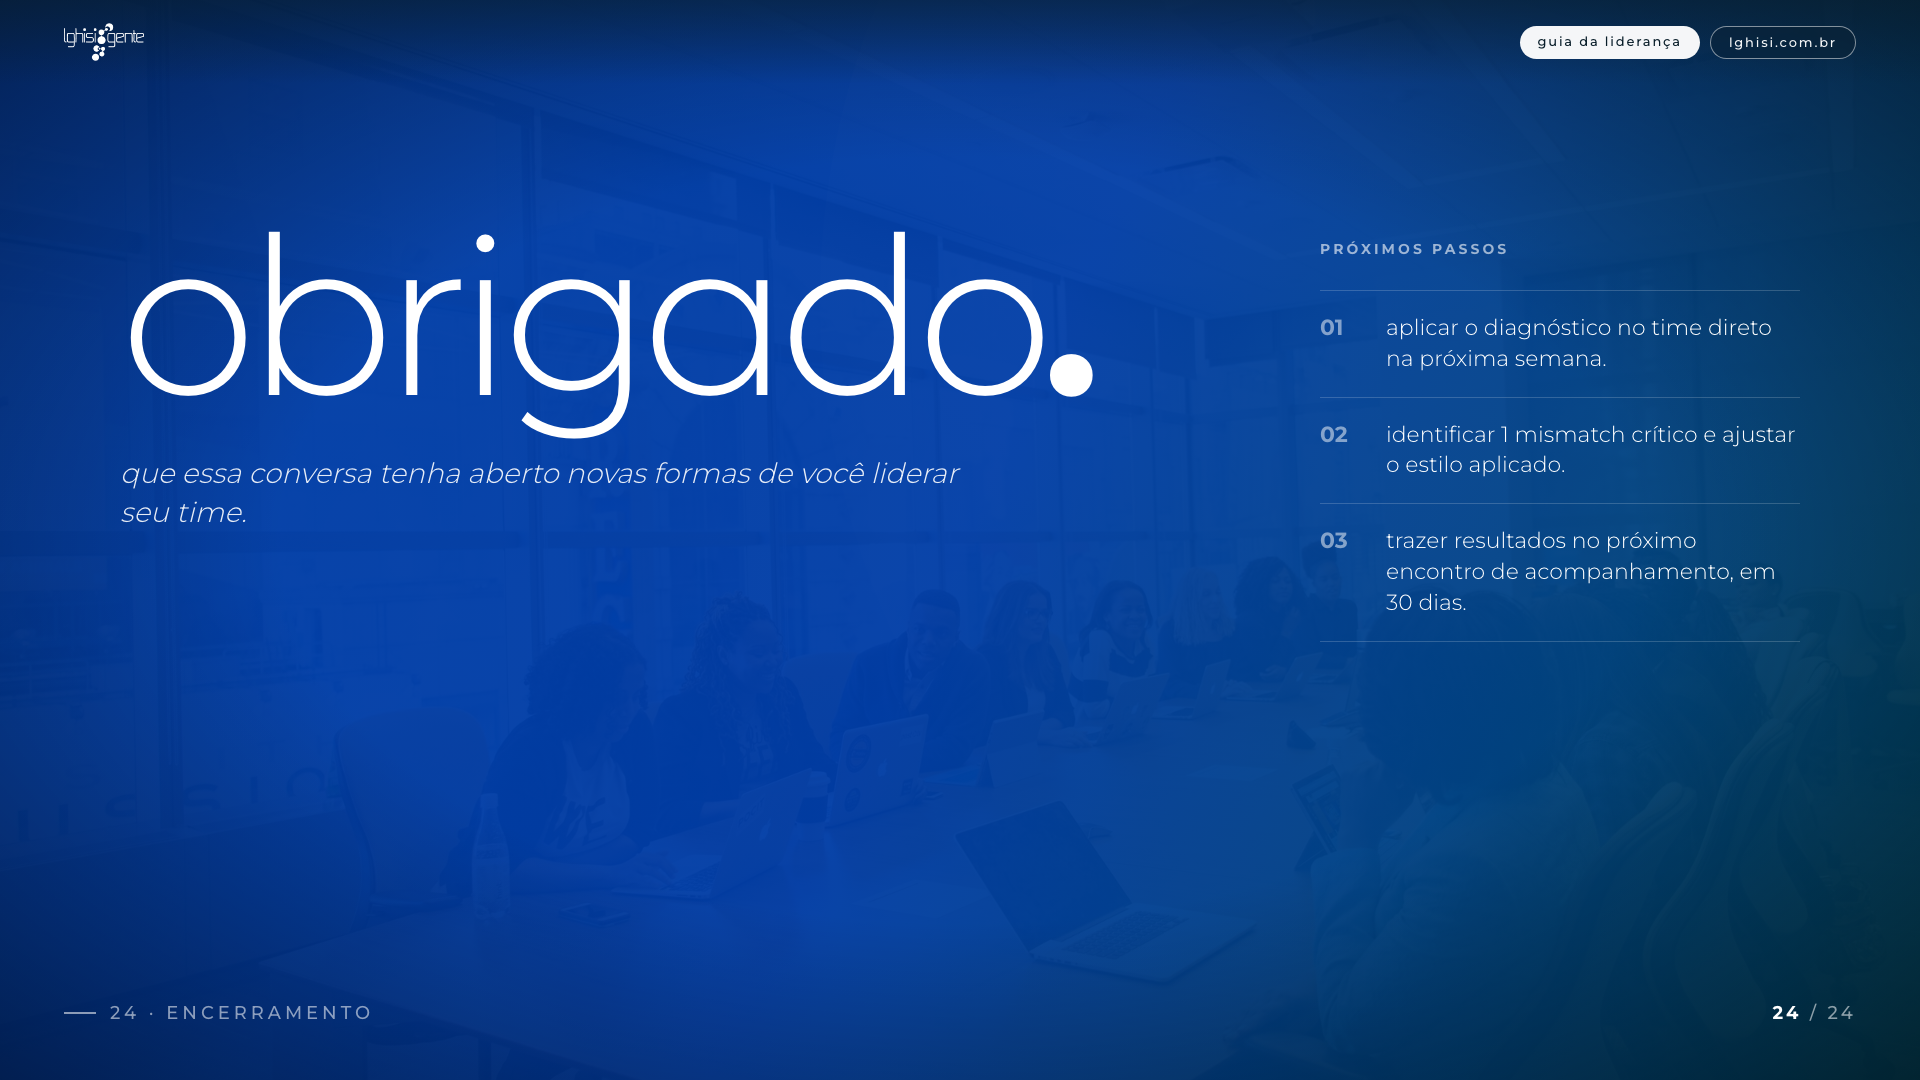 lghisi gente
guia da liderança
lghisi.com.br
obrigado.
que essa conversa tenha aberto novas formas de você liderar
seu time.
PRÓXIMOS PASSOS
01 aplicar o diagnóstico no time direto
na próxima semana.
02 identificar 1 mismatch crítico e ajustar
o estilo aplicado.
03 trazer resultados no próximo
encontro de acompanhamento, em
30 dias.
24 · ENCERRAMENTO
24 / 24